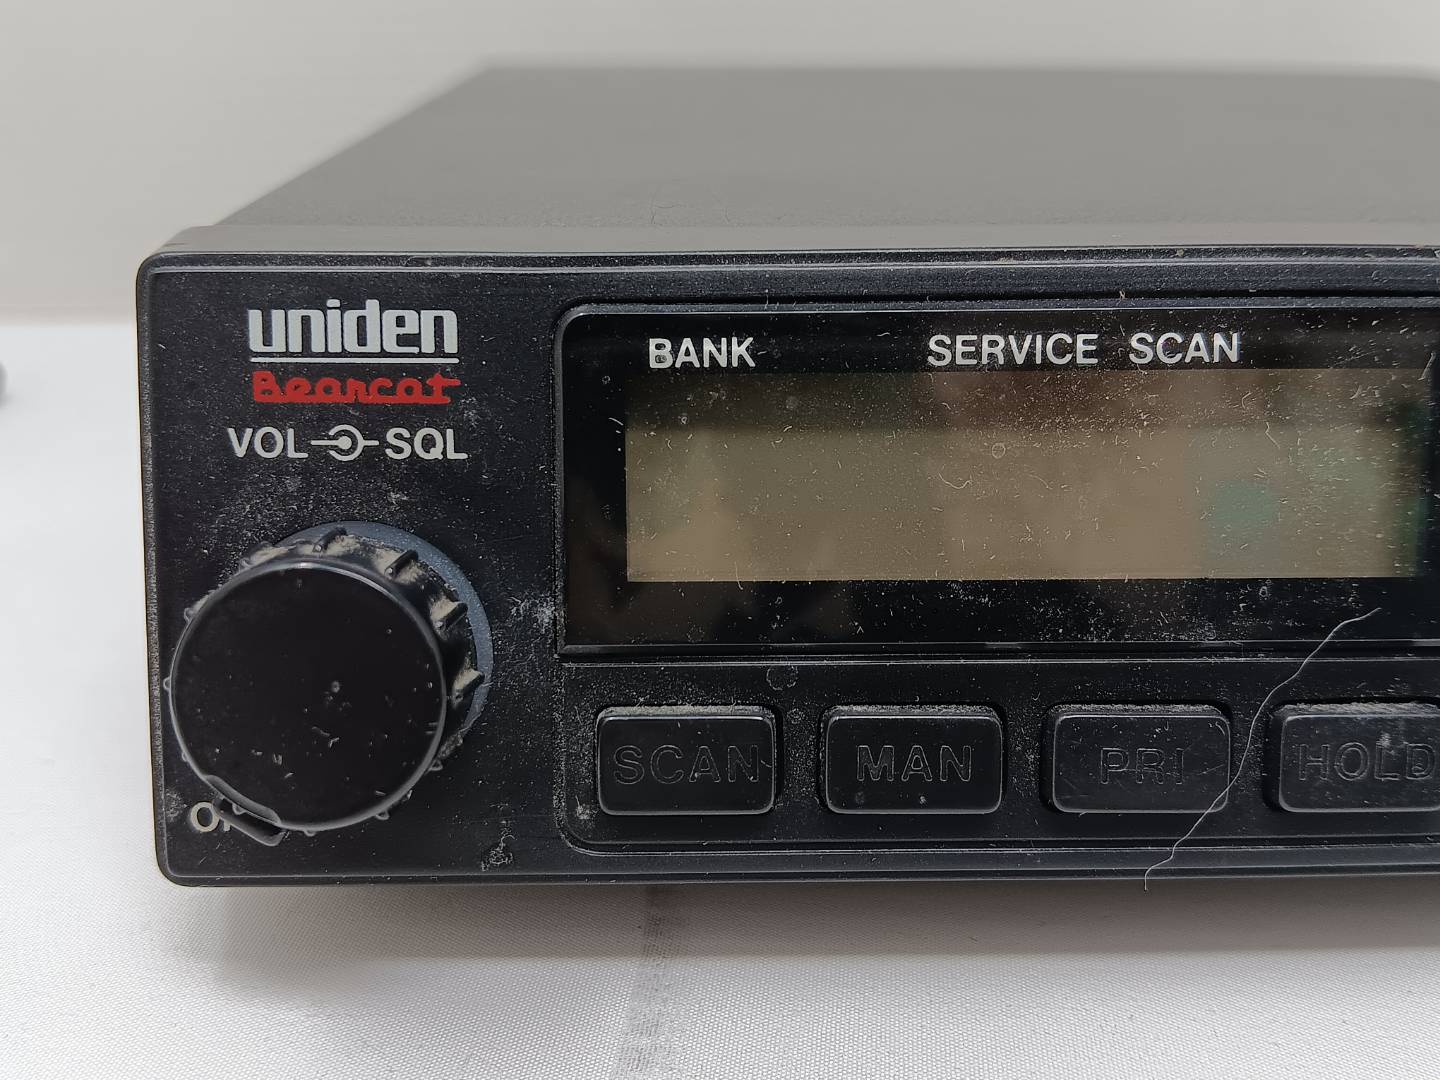 uniden
Bearcat
VOL SQL
BANK SERVICE SCAN
SCAN MAN PRI HOLD